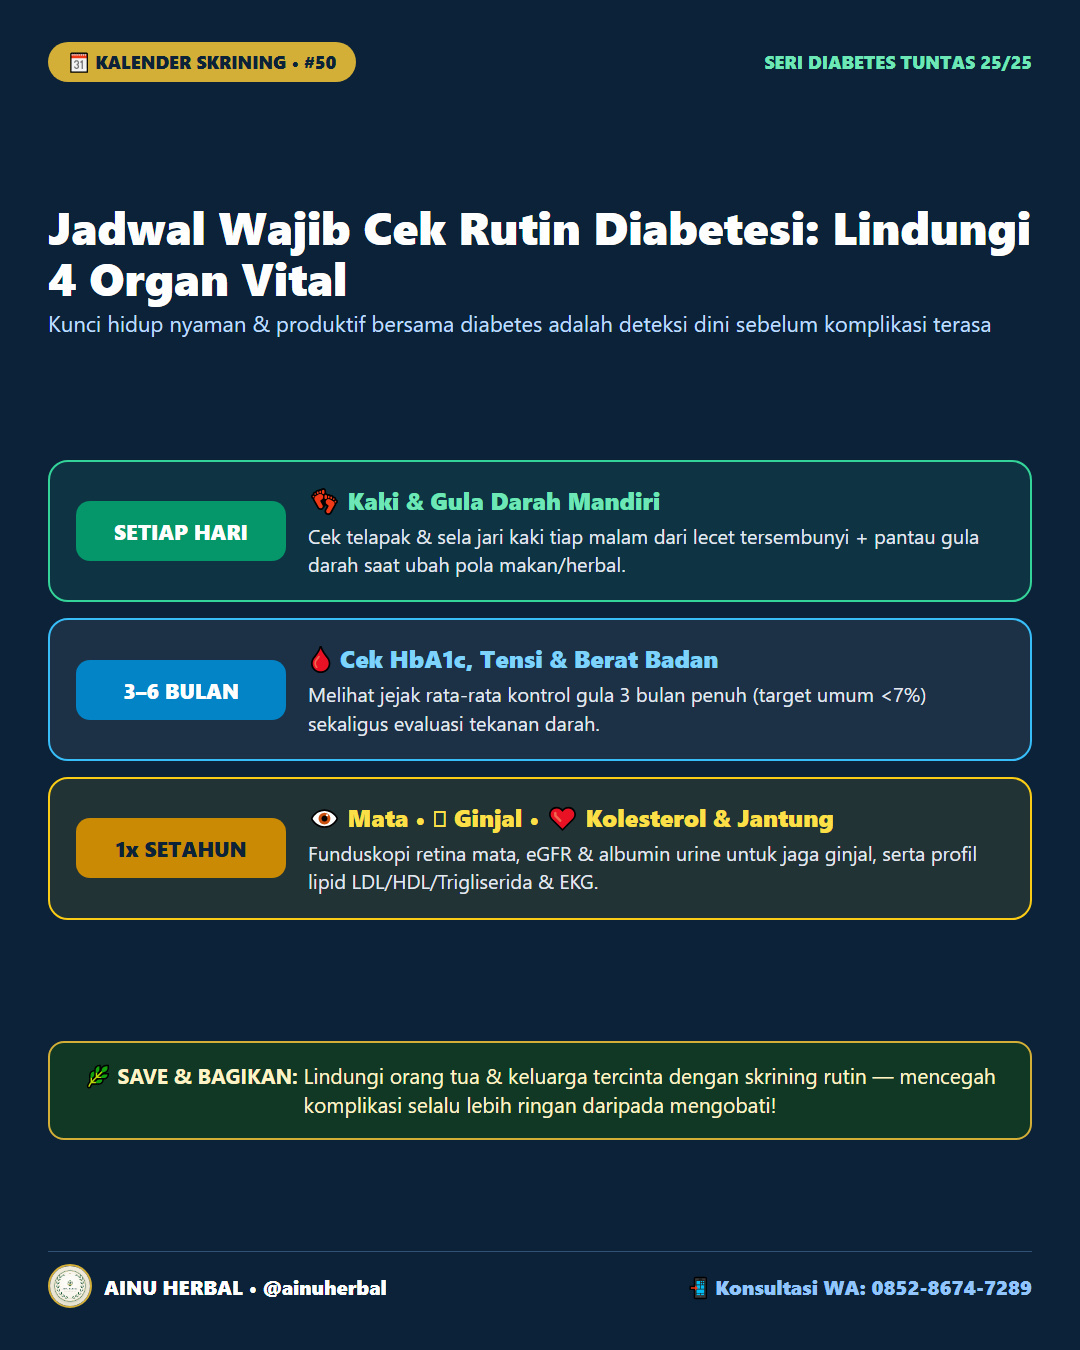 📅 KALENDER SKRINING • #50
SERI DIABETES TUNTAS 25/25
Jadwal Wajib Cek Rutin Diabetesi: Lindungi
4 Organ Vital
Kunci hidup nyaman & produktif bersama diabetes adalah deteksi dini sebelum komplikasi terasa
SETIAP HARI
👣 Kaki & Gula Darah Mandiri
Cek telapak & sela jari kaki tiap malam dari lecet tersembunyi + pantau gula
darah saat ubah pola makan/herbal.
3–6 BULAN
🩸 Cek HbA1c, Tensi & Berat Badan
Melihat jejak rata-rata kontrol gula 3 bulan penuh (target umum <7%)
sekaligus evaluasi tekanan darah.
1x SETAHUN
👁️ Mata • ▯ Ginjal • ❤️ Kolesterol & Jantung
Funduskopi retina mata, eGFR & albumin urine untuk jaga ginjal, serta profil
lipid LDL/HDL/Trigliserida & EKG.
🌿 SAVE & BAGIKAN: Lindungi orang tua & keluarga tercinta dengan skrining rutin — mencegah
komplikasi selalu lebih ringan daripada mengobati!
AINU HERBAL • @ainuherbal
📲 Konsultasi WA: 0852-8674-7289